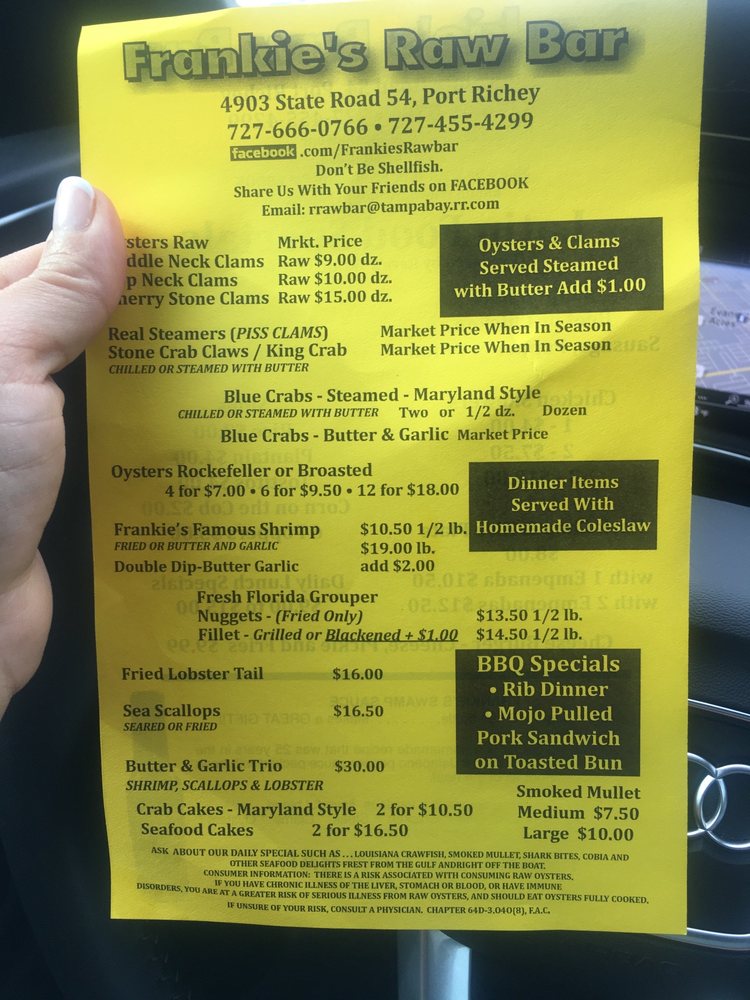 Frankie's Raw Bar
4903 State Road 54, Port Richey
727-666-0766 • 727-455-4299
facebook.com/FrankiesRawbar
Don't Be Shellfish.
Share Us With Your Friends on FACEBOOK
Email: rrawbar@tampabay.rr.com
sters Raw Mrkt. Price
ddle Neck Clams Raw $9.00 dz.
p Neck Clams Raw $10.00 dz.
herry Stone Clams Raw $15.00 dz.
Oysters & Clams
Served Steamed
with Butter Add $1.00
Real Steamers (PISS CLAMS) Market Price When In Season
Stone Crab Claws / King Crab Market Price When In Season
CHILLED OR STEAMED WITH BUTTER
Blue Crabs - Steamed - Maryland Style
CHILLED OR STEAMED WITH BUTTER Two or 1/2 dz. Dozen
Blue Crabs - Butter & Garlic Market Price
Oysters Rockefeller or Broasted
4 for $7.00 • 6 for $9.50 • 12 for $18.00
Dinner Items
Served With
Homemade Coleslaw
Frankie's Famous Shrimp $10.50 1/2 lb.
FRIED OR BUTTER AND GARLIC $19.00 lb.
Double Dip-Butter Garlic add $2.00
Fresh Florida Grouper
Nuggets - (Fried Only) $13.50 1/2 lb.
Fillet - Grilled or Blackened + $1.00 $14.50 1/2 lb.
Fried Lobster Tail $16.00
Sea Scallops $16.50
SEARED OR FRIED
Butter & Garlic Trio $30.00
SHRIMP, SCALLOPS & LOBSTER
BBQ Specials
• Rib Dinner
• Mojo Pulled
Pork Sandwich
on Toasted Bun
Crab Cakes - Maryland Style 2 for $10.50
Seafood Cakes 2 for $16.50
Smoked Mullet
Medium $7.50
Large $10.00
ASK ABOUT OUR DAILY SPECIAL SUCH AS . . . LOUISIANA CRAWFISH, SMOKED MULLET, SHARK BITES, COBIA AND
OTHER SEAFOOD DELIGHTS FREST FROM THE GULF ANDRIGHT OFF THE BOAT.
CONSUMER INFORMATION: THERE IS A RISK ASSOCIATED WITH CONSUMING RAW OYSTERS.
IF YOU HAVE CHRONIC ILLNESS OF THE LIVER, STOMACH OR BLOOD, OR HAVE IMMUNE
DISORDERS, YOU ARE AT A GREATER RISK OF SERIOUS ILLNESS FROM RAW OYSTERS, AND SHOULD EAT OYSTERS FULLY COOKED.
IF UNSURE OF YOUR RISK, CONSULT A PHYSICIAN. CHAPTER 64D-3.040(8), F.A.C.